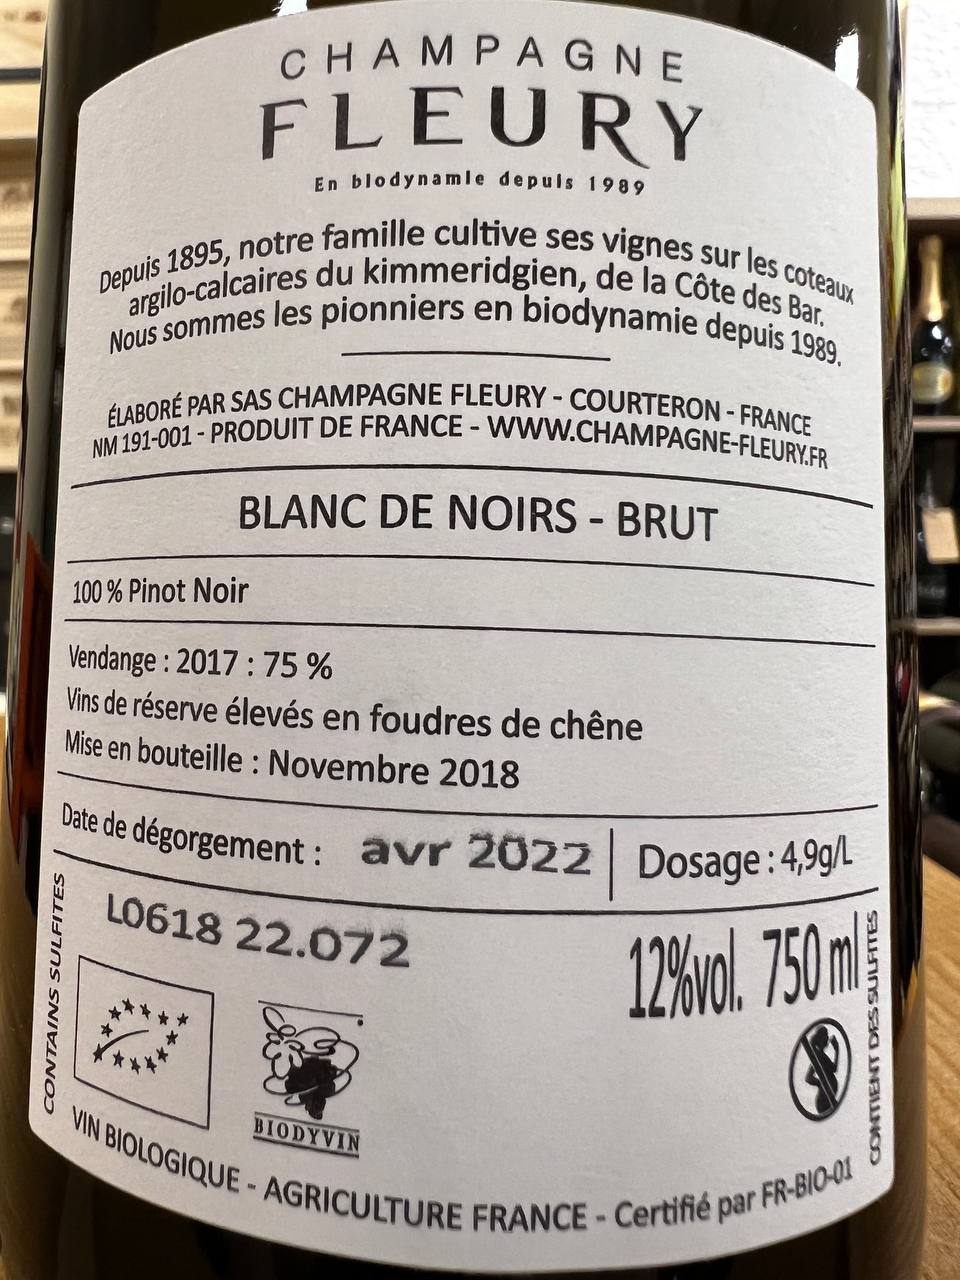 CHAMPAGNE
FLEURY
En biodynamie depuis 1989
Depuis 1895, notre famille cultive ses vignes sur les coteaux
argilo-calcaires du kimmeridgien, de la Côte des Bar.
Nous sommes les pionniers en biodynamie depuis 1989.
ÉLABORÉ PAR SAS CHAMPAGNE FLEURY - COURTERON - FRANCE
NM 191-001 - PRODUIT DE FRANCE - WWW.CHAMPAGNE-FLEURY.FR
BLANC DE NOIRS - BRUT
100 % Pinot Noir
Vendange : 2017 : 75 %
Vins de réserve élevés en foudres de chêne
Mise en bouteille : Novembre 2018
Date de dégorgement : avr 2022
Dosage : 4,9g/L
L0618 22.072
12%vol. 750 ml
CONTAINS SULFITES
CONTIENT DES SULFITES
BIODYVIN
VIN BIOLOGIQUE - AGRICULTURE FRANCE - Certifié par FR-BIO-01